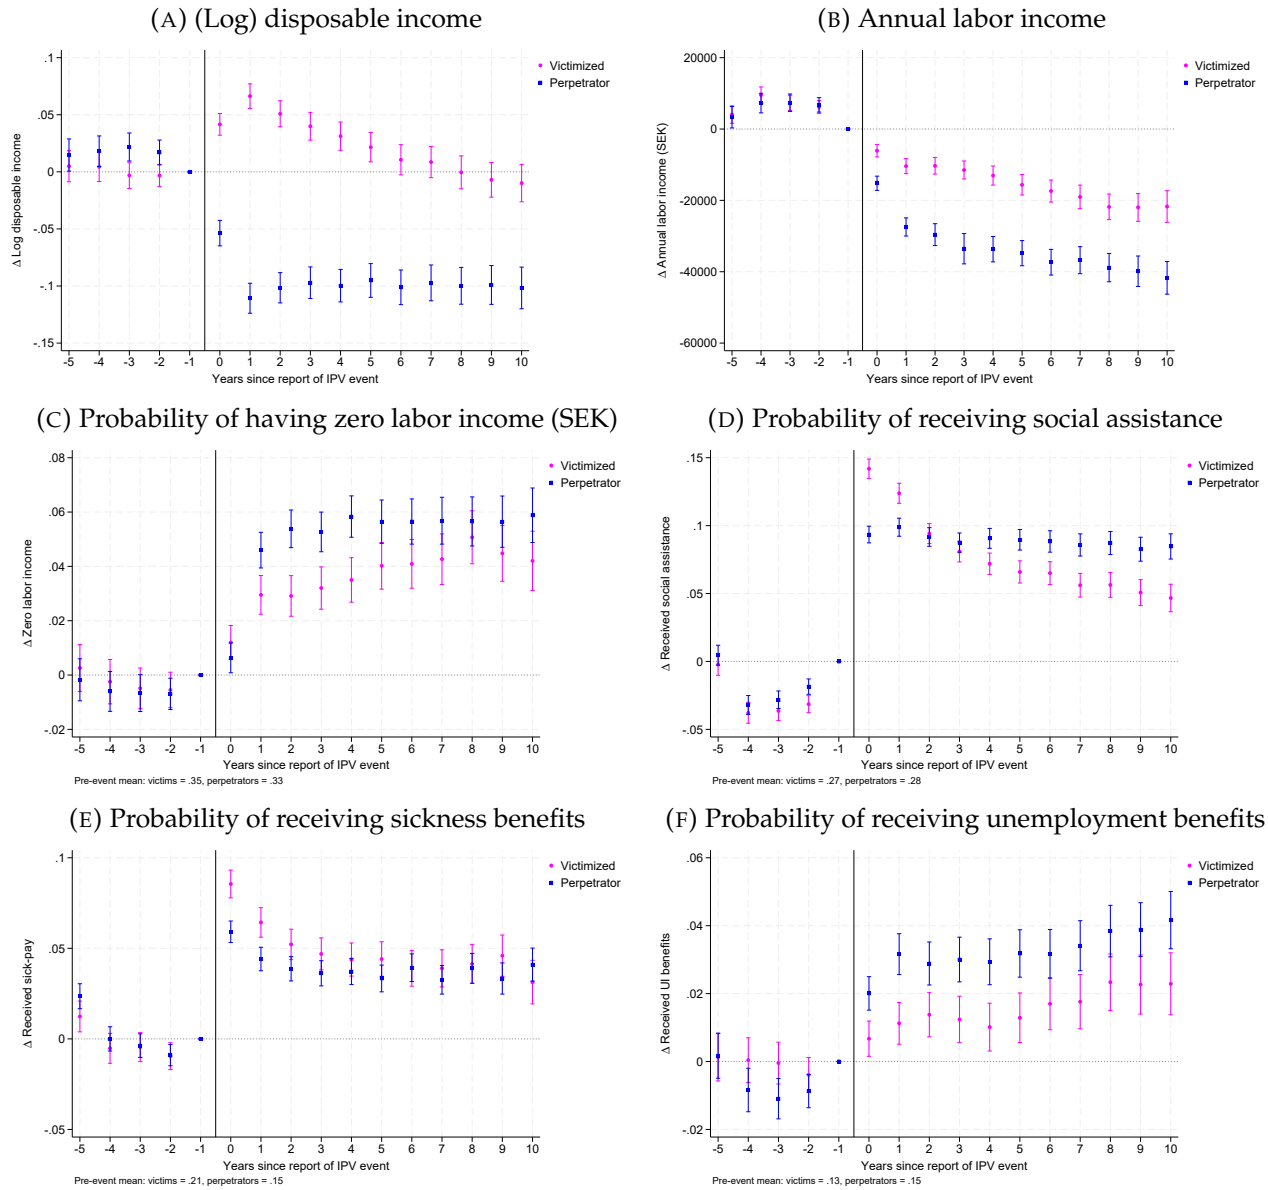 (A) (Log) disposable income
.1
.05
0
-.05
-.1
-.15
Δ Log disposable income
-5 -4 -3 -2 -1 0 1 2 3 4 5 6 7 8 9 10
Years since report of IPV event
Victimized
Perpetrator
(B) Annual labor income
20000
0
-20000
-40000
-60000
Δ Annual labor income (SEK)
-5 -4 -3 -2 -1 0 1 2 3 4 5 6 7 8 9 10
Years since report of IPV event
Victimized
Perpetrator
(C) Probability of having zero labor income (SEK)
.08
.06
.04
.02
0
-.02
Δ Zero labor income
-5 -4 -3 -2 -1 0 1 2 3 4 5 6 7 8 9 10
Years since report of IPV event
Pre-event mean: victims = .35, perpetrators = .33
Victimized
Perpetrator
(D) Probability of receiving social assistance
.15
.1
.05
0
-.05
Δ Received social assistance
-5 -4 -3 -2 -1 0 1 2 3 4 5 6 7 8 9 10
Years since report of IPV event
Pre-event mean: victims = .27, perpetrators = .28
Victimized
Perpetrator
(E) Probability of receiving sickness benefits
.1
.05
0
-.05
Δ Received sick-pay
-5 -4 -3 -2 -1 0 1 2 3 4 5 6 7 8 9 10
Years since report of IPV event
Pre-event mean: victims = .21, perpetrators = .15
Victimized
Perpetrator
(F) Probability of receiving unemployment benefits
.06
.04
.02
0
-.02
Δ Received UI benefits
-5 -4 -3 -2 -1 0 1 2 3 4 5 6 7 8 9 10
Years since report of IPV event
Pre-event mean: victims = .13, perpetrators = .15
Victimized
Perpetrator